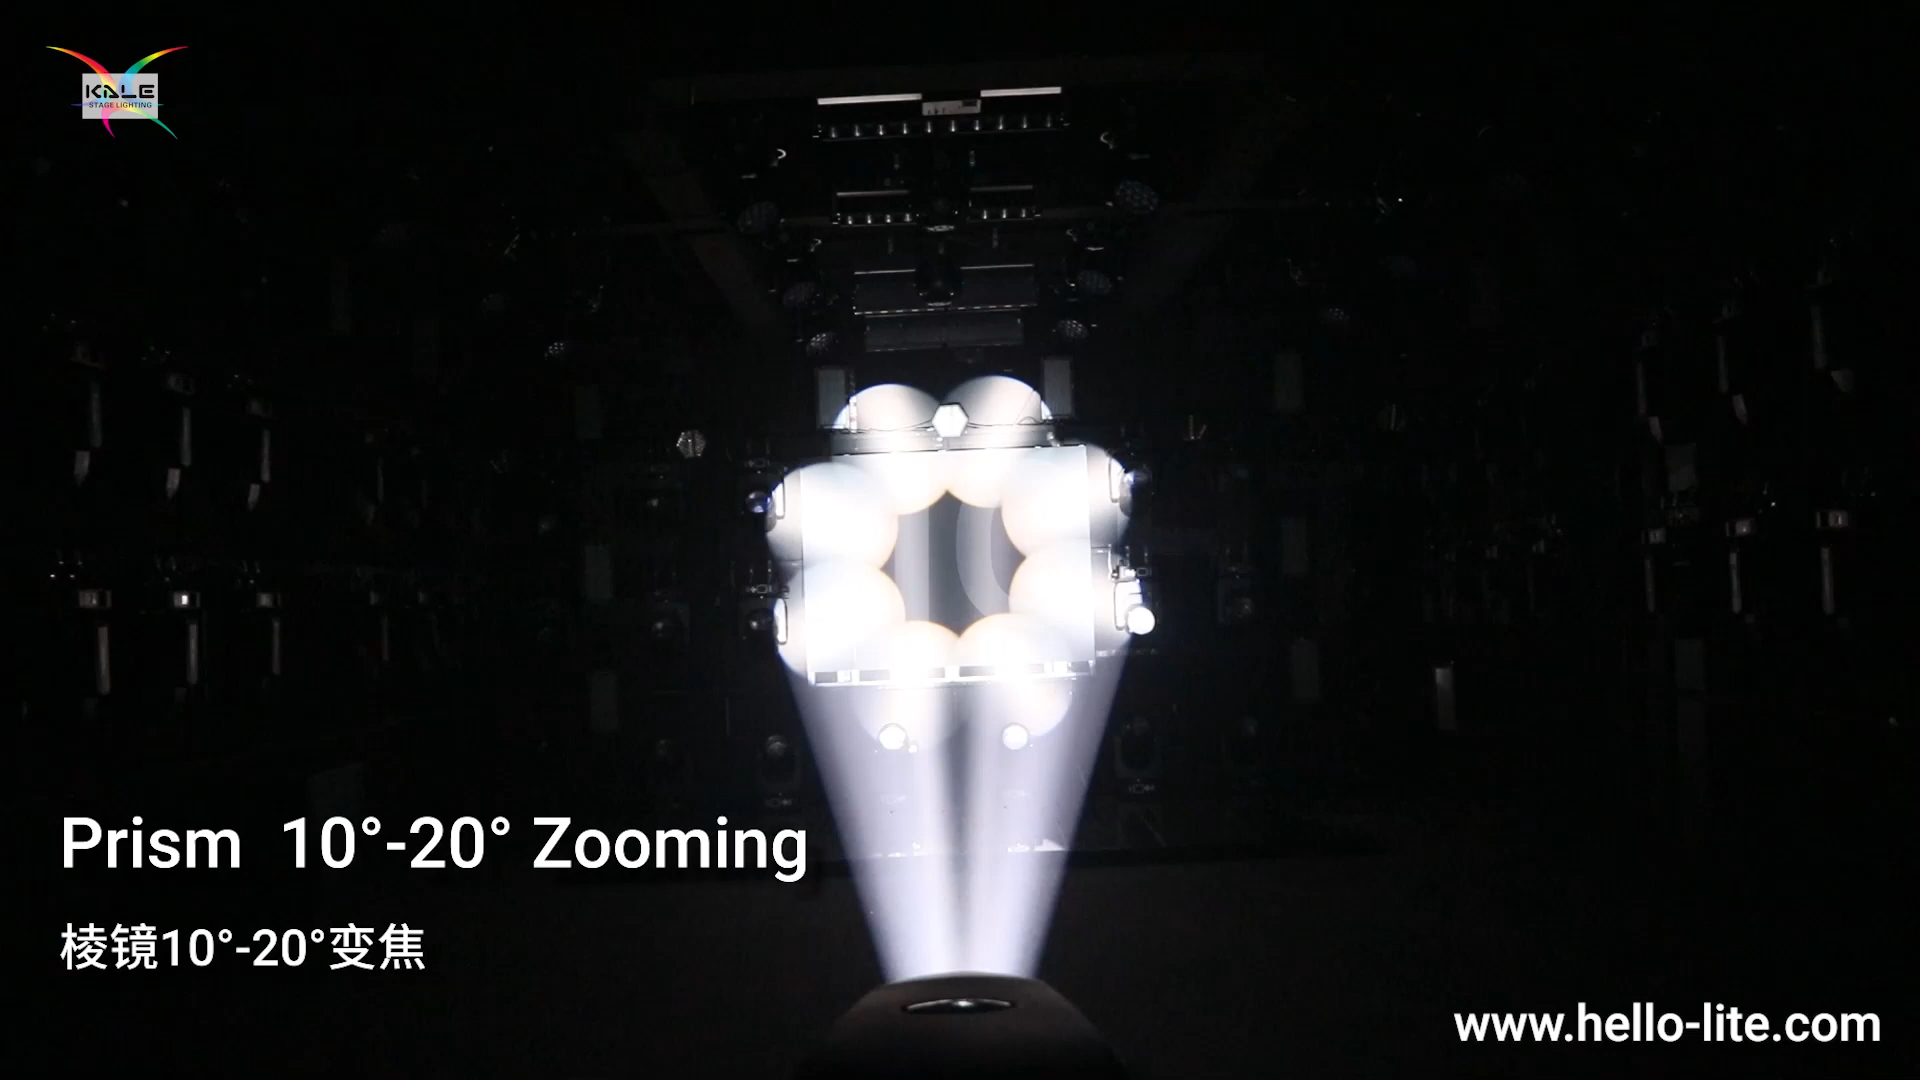 KALE
STAGE LIGHTING
Prism 10°-20° Zooming
棱镜10°-20°变焦
www.hello-lite.com